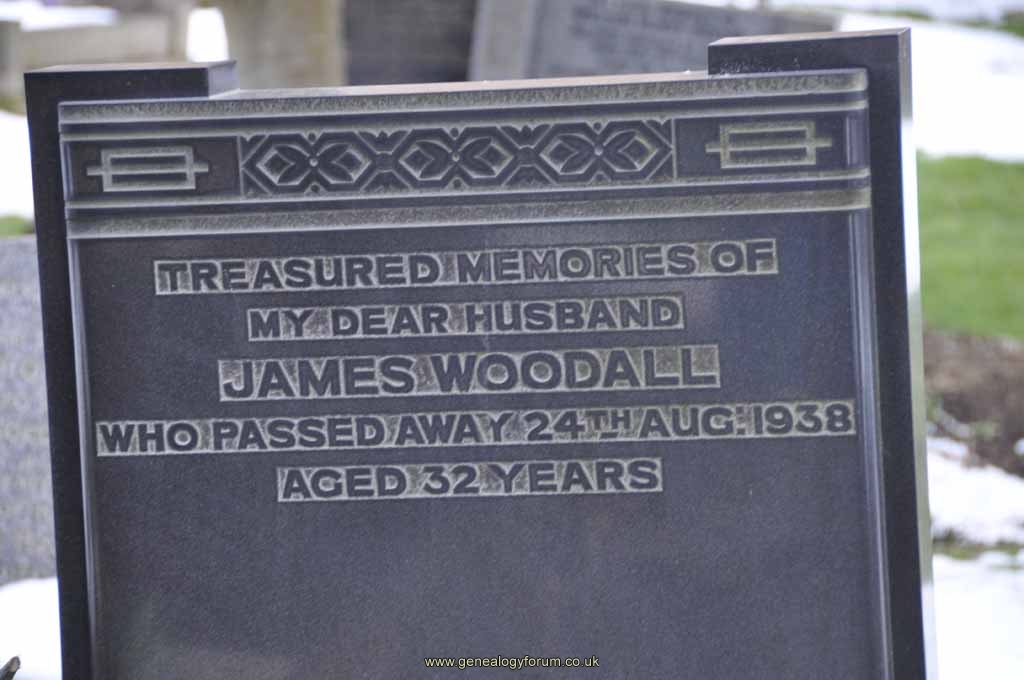 TREASURED MEMORIES OF
MY DEAR HUSBAND
JAMES WOODALL
WHO PASSED AWAY 24TH AUG: 1938
AGED 32 YEARS
www.genealogyforum.co.uk